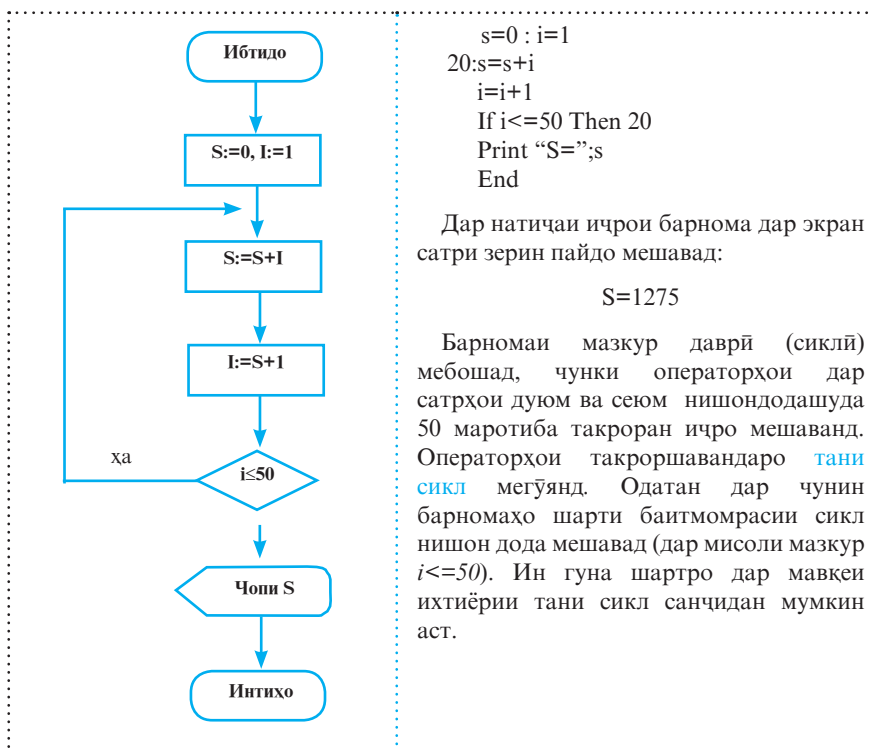 Ибтидо
S:=0, I:=1
S:=S+I
I:=S+1
ҳа
i≤50
Чопи S
Интиҳо
s=0 : i=1
20:s=s+i
i=i+1
If i<=50 Then 20
Print “S=”;s
End
Дар натиҷаи иҷрои барнома дар экран
сатри зерин пайдо мешавад:
S=1275
Барномаи мазкур даврӣ (сиклӣ)
мебошад, чунки операторҳои дар
сатрҳои дуюм ва сеюм нишондодашуда
50 маротиба такроран иҷро мешаванд.
Операторҳои такроршавандаро тани
сикл мегӯянд. Одатан дар чунин
барномаҳо шарти баитмомрасии сикл
нишон дода мешавад (дар мисоли мазкур
i<=50). Ин гуна шартро дар мавқеи
ихтиёрии тани сикл санҷидан мумкин
аст.